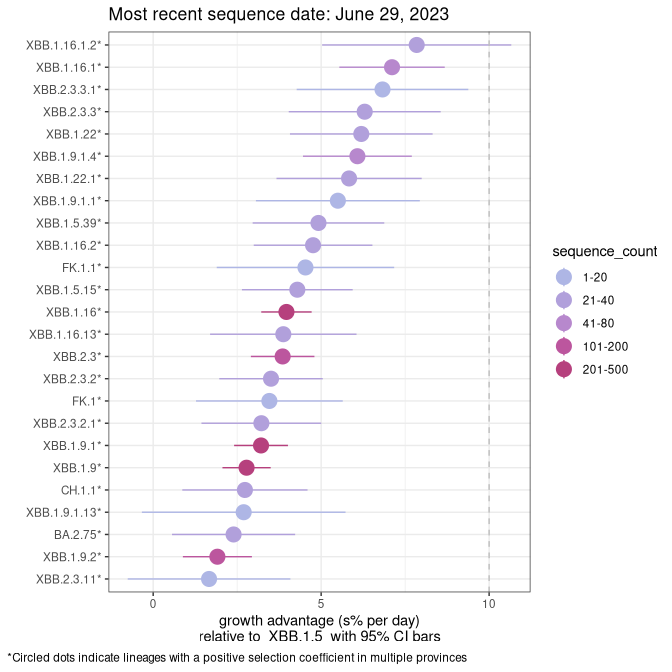 Most recent sequence date: June 29, 2023
XBB.1.16.1.2*
XBB.1.16.1*
XBB.2.3.3.1*
XBB.2.3.3*
XBB.1.22*
XBB.1.9.1.4*
XBB.1.22.1*
XBB.1.9.1.1*
XBB.1.5.39*
XBB.1.16.2*
FK.1.1*
XBB.1.5.15*
XBB.1.16*
XBB.1.16.13*
XBB.2.3*
XBB.2.3.2*
FK.1*
XBB.2.3.2.1*
XBB.1.9.1*
XBB.1.9*
CH.1.1*
XBB.1.9.1.13*
BA.2.75*
XBB.1.9.2*
XBB.2.3.11*
0 5 10
growth advantage (s% per day)
relative to XBB.1.5 with 95% CI bars
sequence_count
1-20
21-40
41-80
101-200
201-500
*Circled dots indicate lineages with a positive selection coefficient in multiple provinces